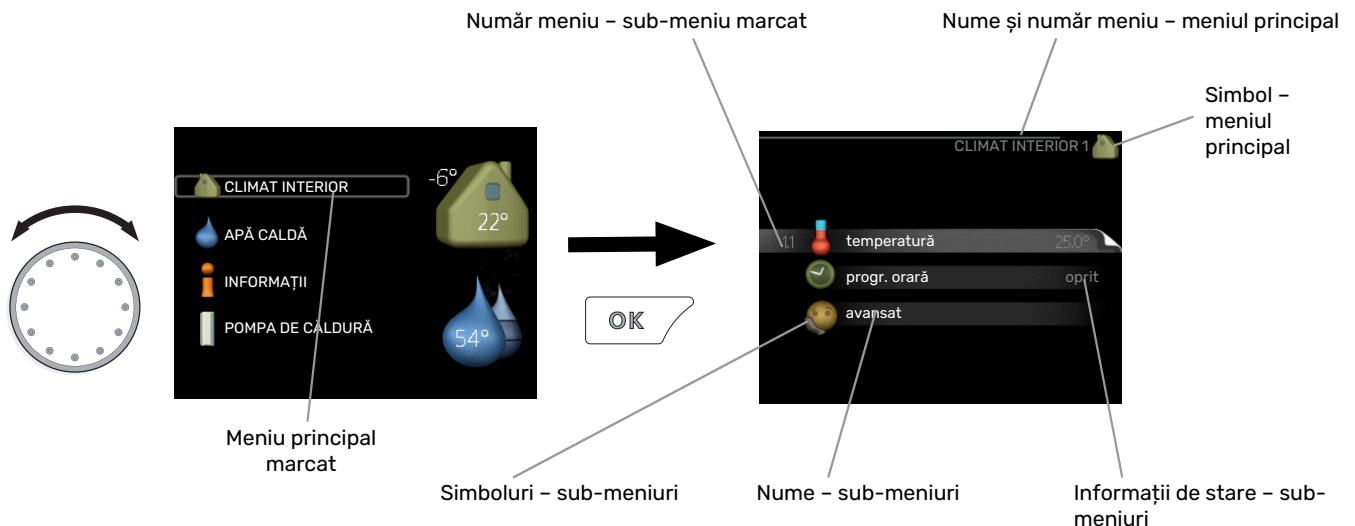 Număr meniu – sub-meniu marcat
Nume și număr meniu – meniul principal
Simbol –
meniul
principal
CLIMAT INTERIOR
-6°
22°
APĂ CALDĂ
INFORMAȚII
POMPA DE CĂLDURĂ
54°
OK
CLIMAT INTERIOR 1
1.1
temperatură
25.0°
progr. orară
oprit
avansat
Meniu principal
marcat
Simboluri – sub-meniuri
Nume – sub-meniuri
Informații de stare – sub-
meniuri